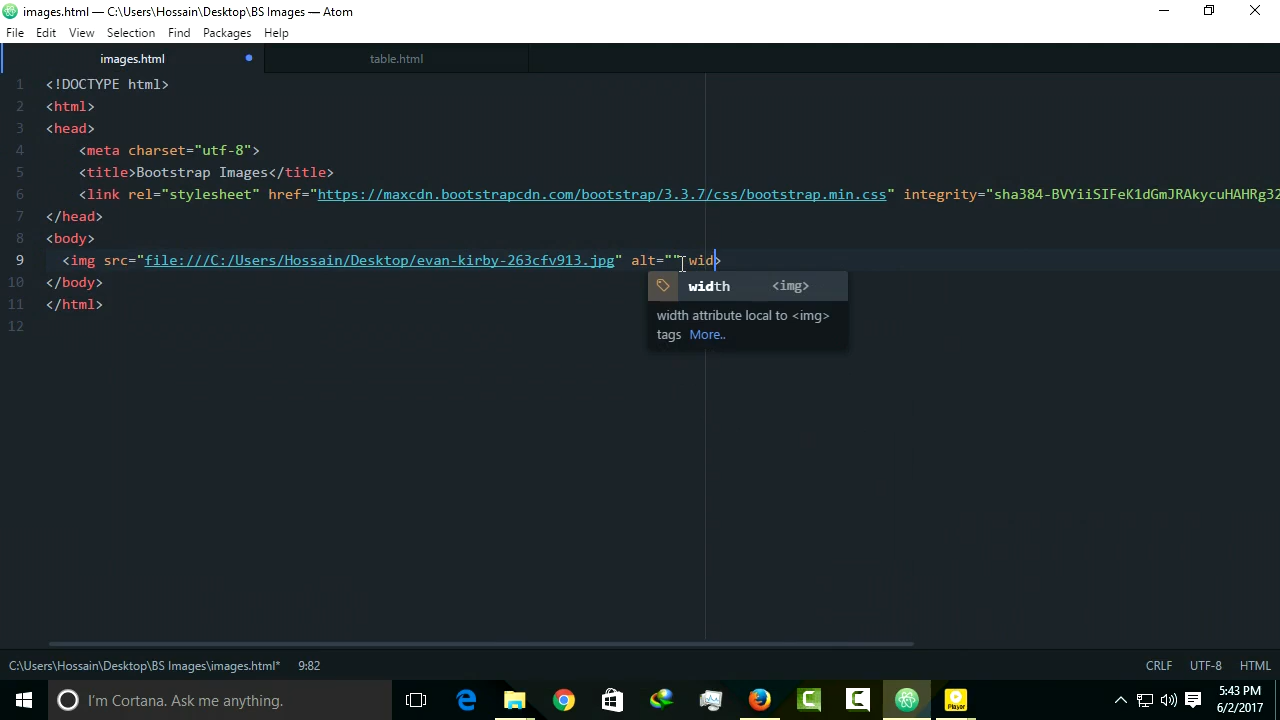 images.html — C:\Users\Hossain\Desktop\BS Images — Atom
File Edit View Selection Find Packages Help
images.html table.html
1 <!DOCTYPE html>
2 <html>
3 <head>
4 <meta charset="utf-8">
5 <title>Bootstrap Images</title>
6 <link rel="stylesheet" href="https://maxcdn.bootstrapcdn.com/bootstrap/3.3.7/css/bootstrap.min.css" integrity="sha384-BVYiiSIFeK1dGmJRAkycuHAHRg32
7 </head>
8 <body>
9 <img src="file:///C:/Users/Hossain/Desktop/evan-kirby-263cfv913.jpg" alt="" wid>
width <img>
10 </body>
11 </html>
width attribute local to <img>
12
tags More..
C:\Users\Hossain\Desktop\BS Images\images.html* 9:82 CRLF UTF-8 HTML
I'm Cortana. Ask me anything.
Player
5:43 PM
6/2/2017